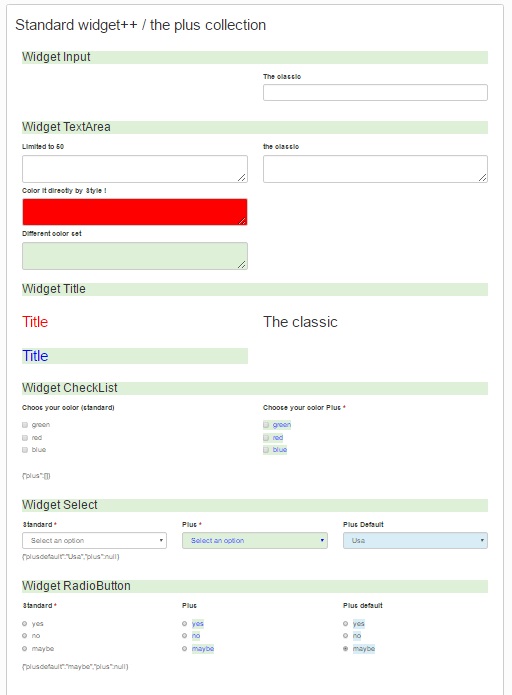 Standard widget++ / the plus collection
Widget Input
The classic
Widget TextArea
Limited to 50
the classic
Color it directly by Style !
Different color set
Widget Title
Title
The classic
Title
Widget CheckList
Choos your color (standard)
Choose your color Plus *
green
green
red
red
blue
blue
{"plus":[]}
Widget Select
Standard *
Plus *
Plus Default
Select an option
Select an option
Usa
{"plusdefault":"Usa","plus":null}
Widget RadioButton
Standard *
Plus
Plus default
yes
yes
yes
no
no
no
maybe
maybe
maybe
{"plusdefault":"maybe","plus":null}